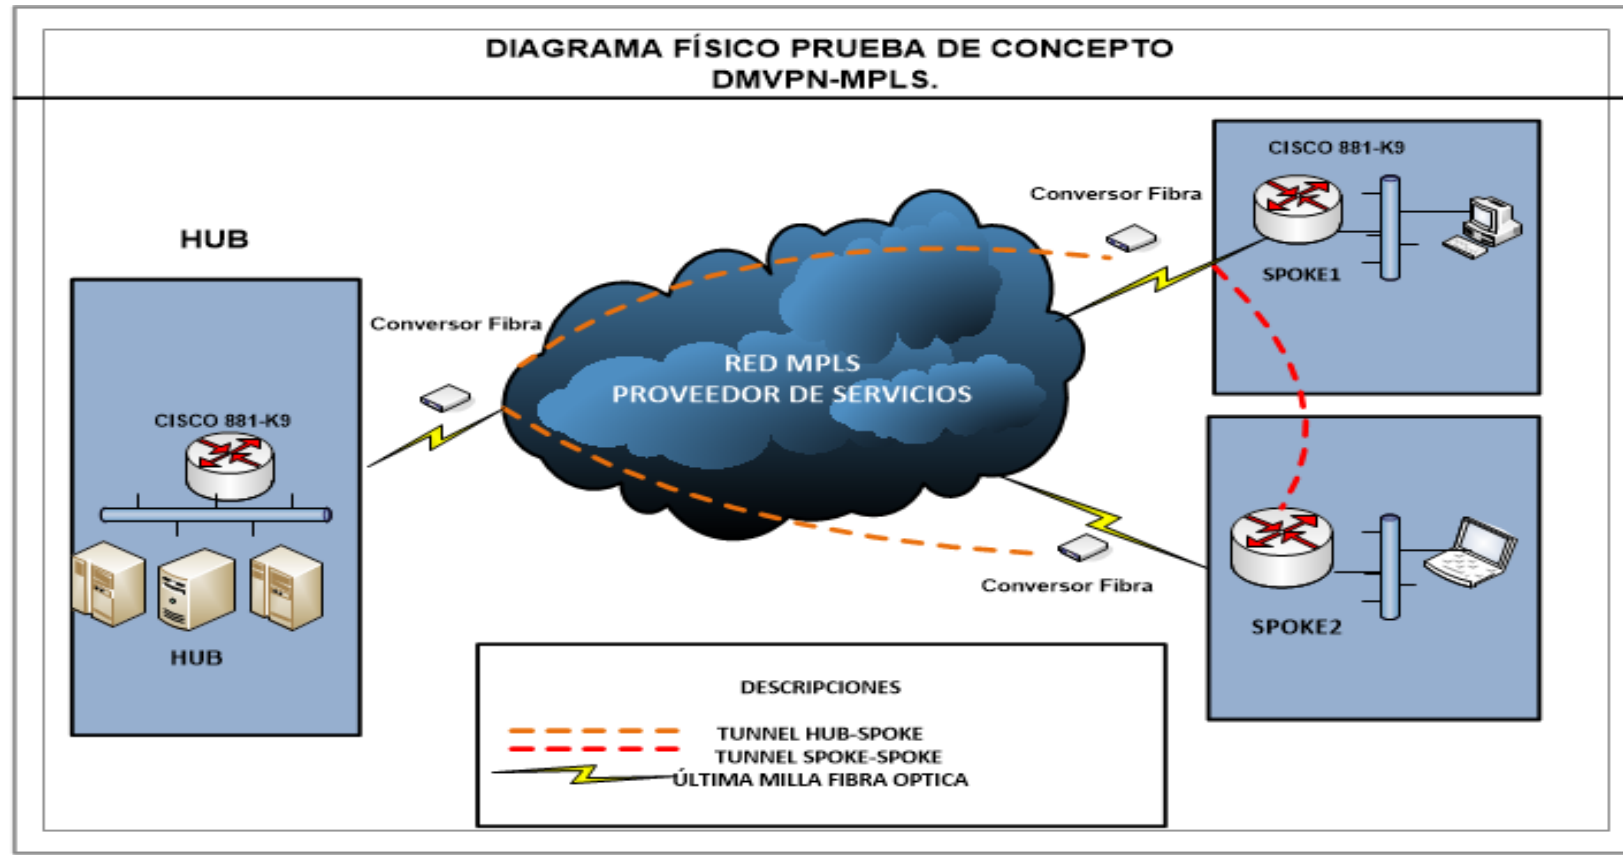 DIAGRAMA FÍSICO PRUEBA DE CONCEPTO
DMVPN-MPLS.
HUB
Conversor Fibra
CISCO 881-K9
HUB
RED MPLS
PROVEEDOR DE SERVICIOS
Conversor Fibra
CISCO 881-K9
SPOKE1
Conversor Fibra
SPOKE2
DESCRIPCIONES
TUNNEL HUB-SPOKE
TUNNEL SPOKE-SPOKE
ÚLTIMA MILLA FIBRA OPTICA